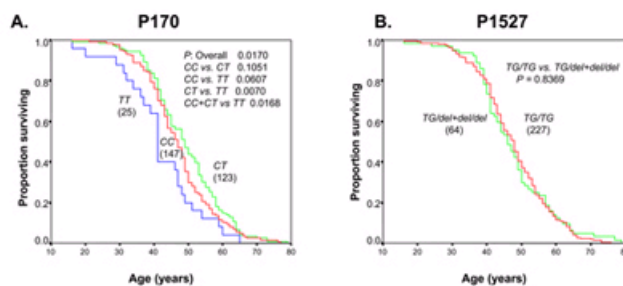 A.
P170
P: Overall 0.0170
CC vs. CT 0.1051
CC vs. TT 0.0607
CT vs. TT 0.0070
CC+CT vs TT 0.0168
TT
(25)
CC
(147)
CT
(123)
Proportion surviving
1.0
0.8
0.6
0.4
0.2
0.0
10 20 30 40 50 60 70 80
Age (years)
B.
P1527
TG/TG vs. TG/del+del/del
P = 0.8369
TG/del+del/del
(64)
TG/TG
(227)
Proportion surviving
1.0
0.8
0.6
0.4
0.2
0.0
10 20 30 40 50 60 70 80
Age (years)